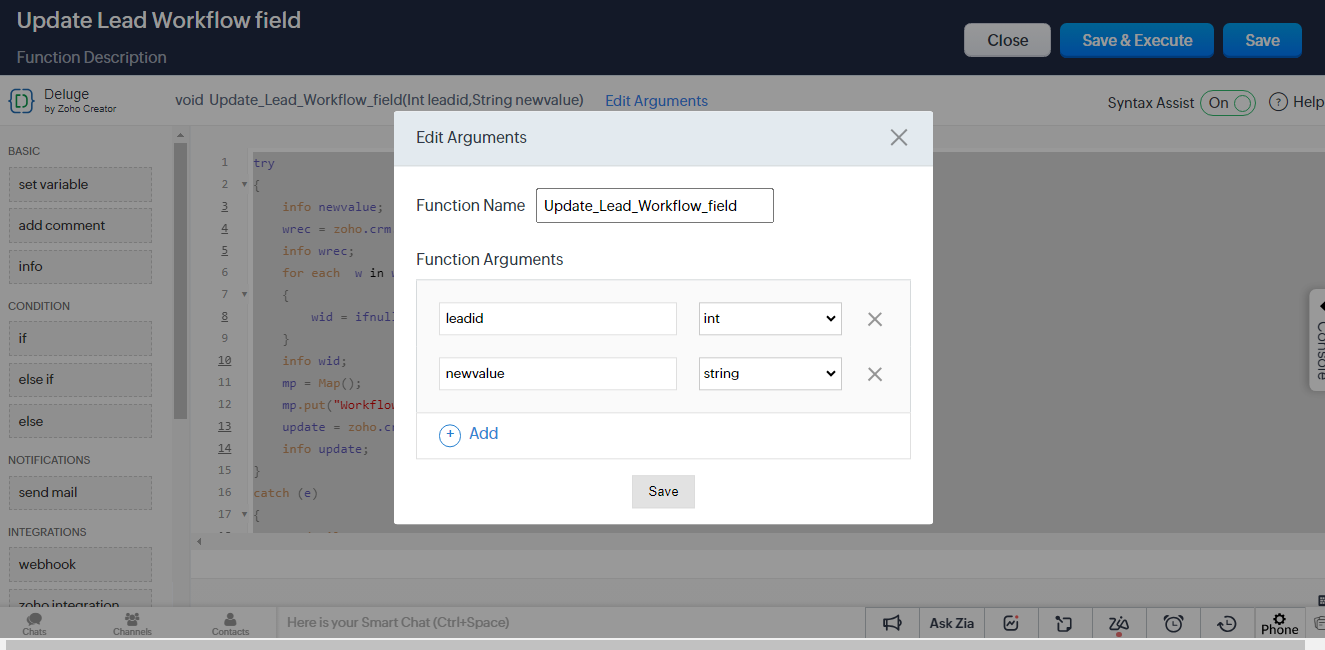 Update Lead Workflow field
Function Description
Close
Save & Execute
Save
Deluge
by Zoho Creator
void Update_Lead_Workflow_field(Int leadid,String newvalue)
Edit Arguments
Syntax Assist
On
? Help
BASIC
set variable
add comment
info
CONDITION
if
else if
else
NOTIFICATIONS
send mail
INTEGRATIONS
webhook
zoho integration
1 try
2 {
3 info newvalue;
4 wrec = zoho.crm
5 info wrec;
6 for each w in
7 {
8 wid = ifnull
9 }
10 info wid;
11 mp = Map();
12 mp.put("Workflow
13 update = zoho.c
14 info update;
15 }
16 catch (e)
17 {
Edit Arguments
Function Name
Update_Lead_Workflow_field
Function Arguments
leadid
int
newvalue
string
+ Add
Save
Console
Chats
Channels
Contacts
Here is your Smart Chat (Ctrl+Space)
Ask Zia
Phone